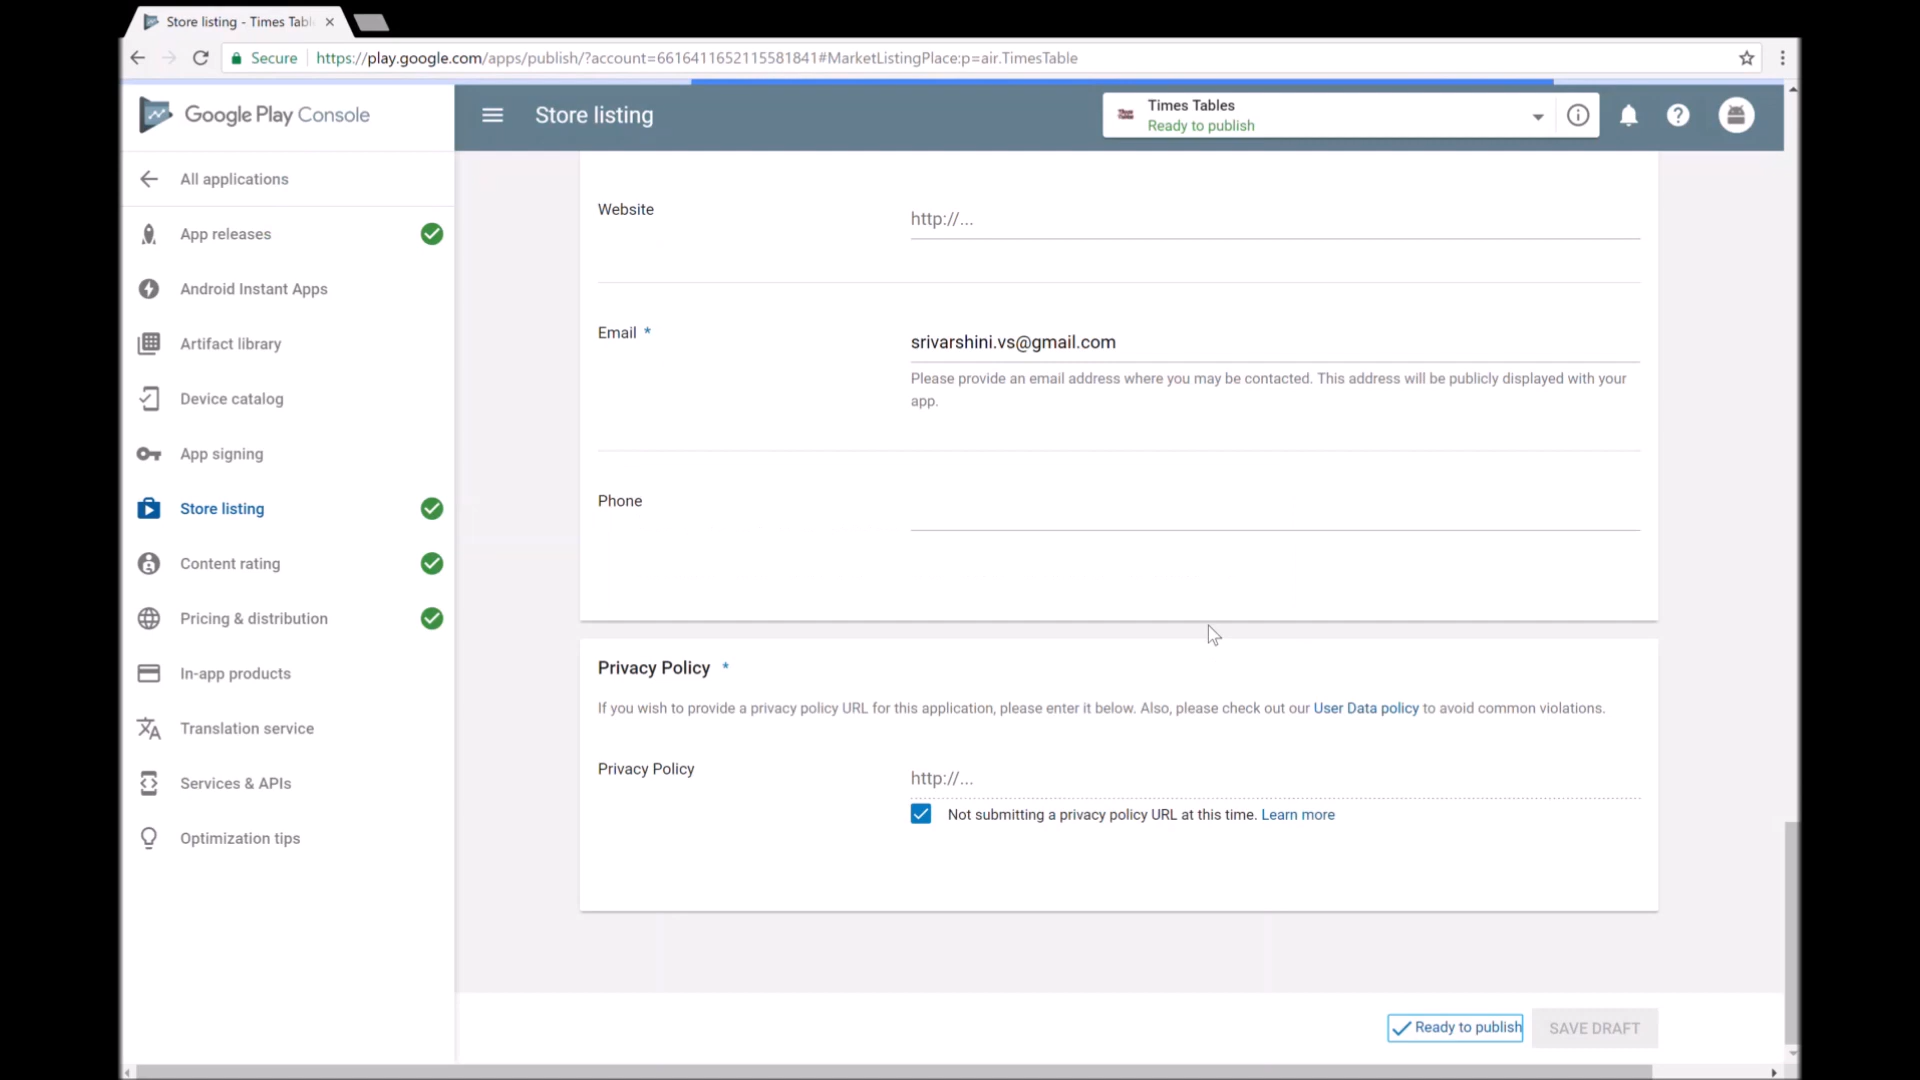 Store listing - Times Tabl
Secure https://play.google.com/apps/publish/?account=6616411652115581841#MarketListingPlace:p=air.TimesTable
Google Play Console
Store listing
Times Tables
Ready to publish
All applications
App releases
Android Instant Apps
Artifact library
Device catalog
App signing
Store listing
Content rating
Pricing & distribution
In-app products
Translation service
Services & APIs
Optimization tips
Website
http://...
Email *
srivarshini.vs@gmail.com
Please provide an email address where you may be contacted. This address will be publicly displayed with your
app.
Phone
Privacy Policy *
If you wish to provide a privacy policy URL for this application, please enter it below. Also, please check out our User Data policy to avoid common violations.
Privacy Policy
http://...
Not submitting a privacy policy URL at this time. Learn more
Ready to publish
SAVE DRAFT